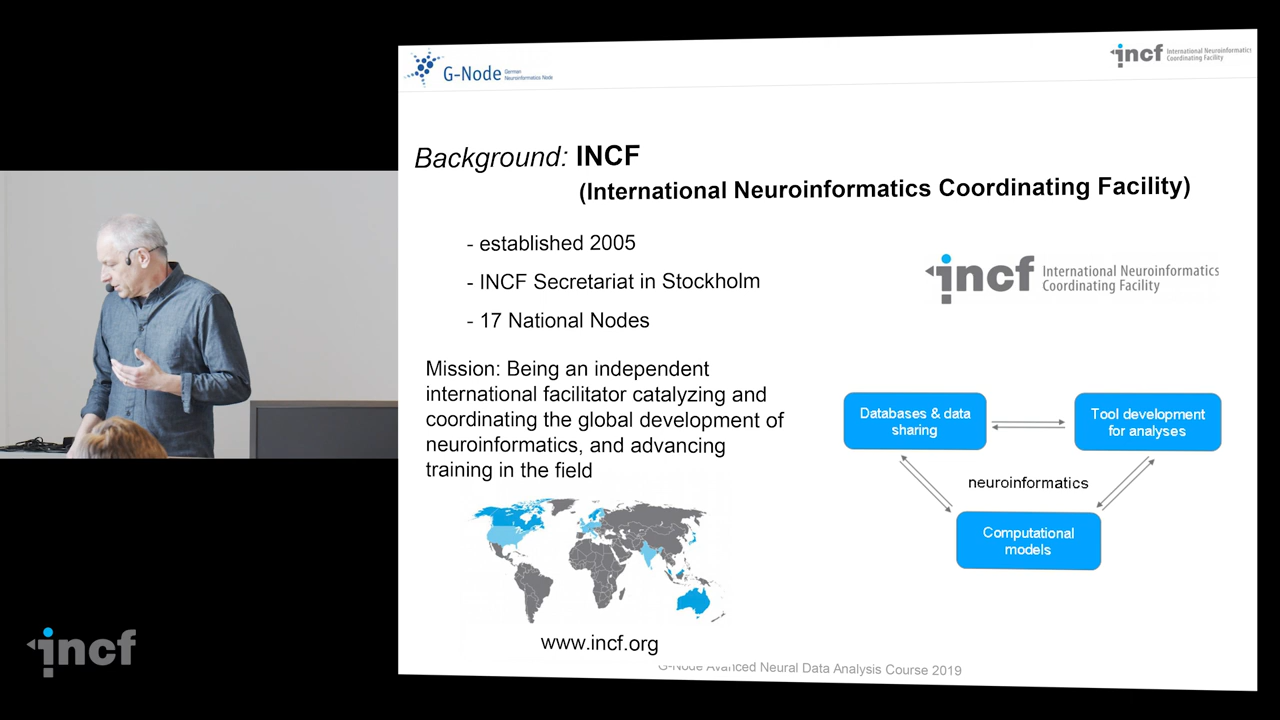 G-Node German Neuroinformatics Node
incf International Neuroinformatics Coordinating Facility
Background: INCF
(International Neuroinformatics Coordinating Facility)
- established 2005
- INCF Secretariat in Stockholm
- 17 National Nodes
incf International Neuroinformatics
Coordinating Facility
Mission: Being an independent
international facilitator catalyzing and
coordinating the global development of
neuroinformatics, and advancing
training in the field
Databases & data
sharing
Tool development
for analyses
neuroinformatics
Computational
models
www.incf.org
G-Node Avanced Neural Data Analysis Course 2019
incf